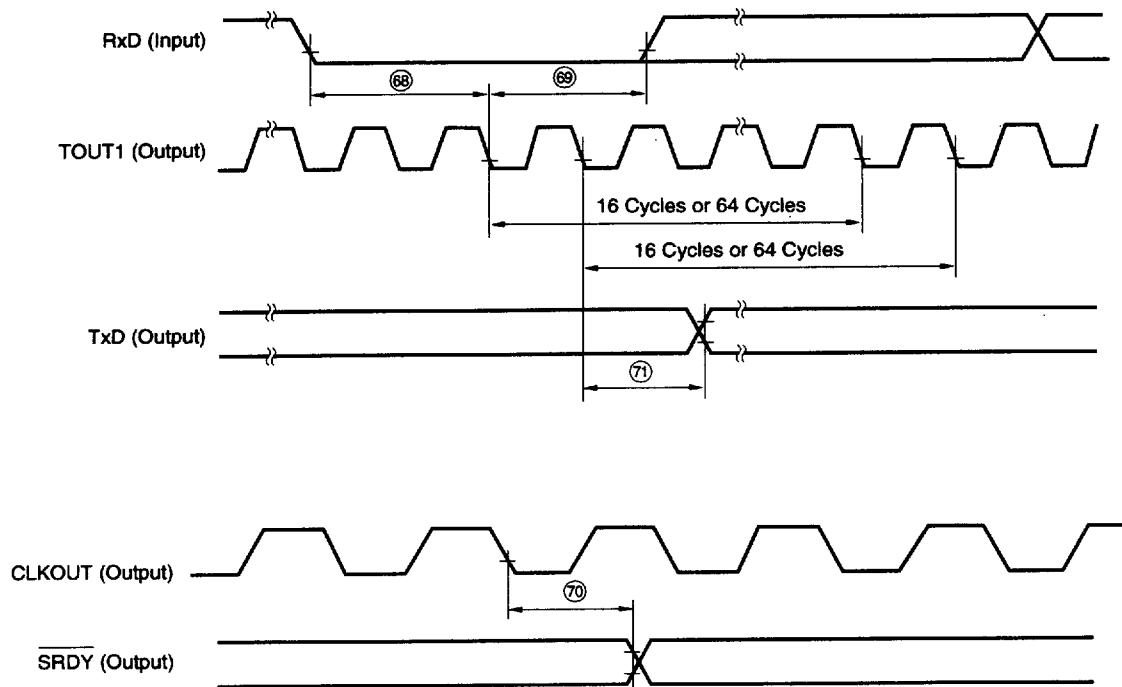 RxD (Input)
68 69
TOUT1 (Output)
16 Cycles or 64 Cycles
16 Cycles or 64 Cycles
TxD (Output)
71
CLKOUT (Output)
70
SRDY (Output)